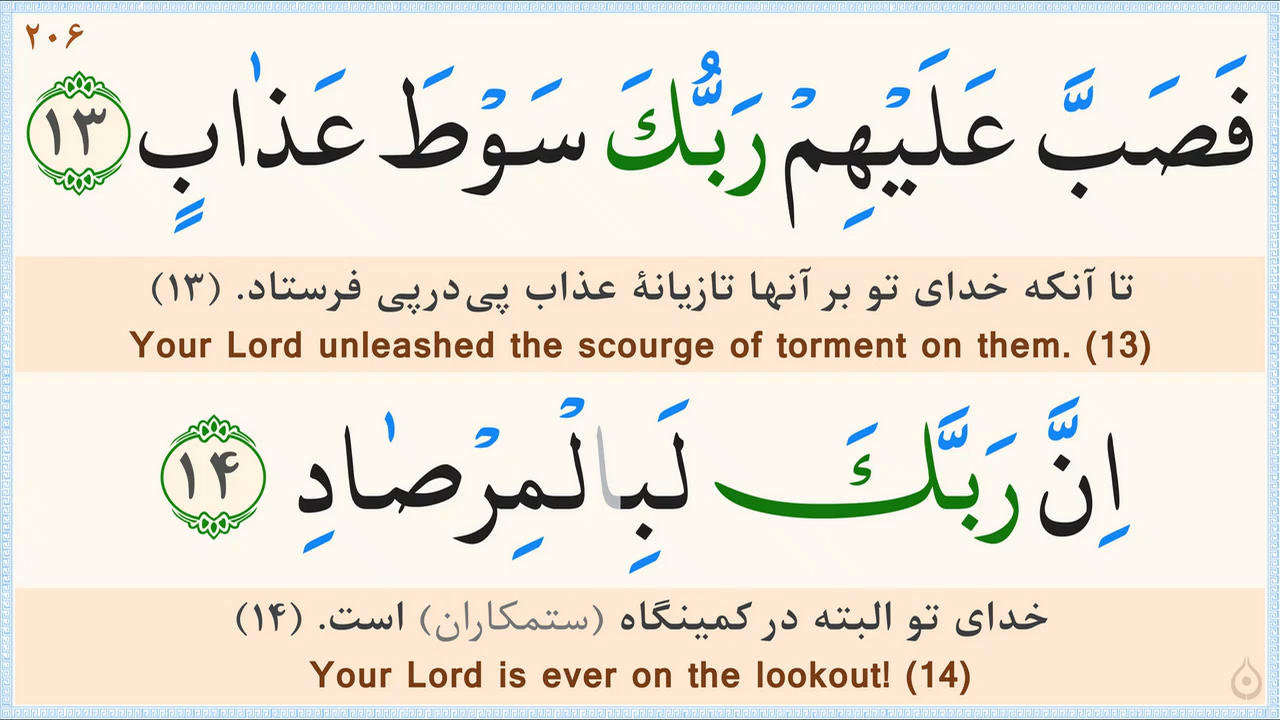 ۲۰۶
فَصَبَّ عَلَيْهِمْ رَبُّكَ سَوْطَ عَذٰابٍ ۱۳
تا آنکه خدای تو بر آنها تازیانهٔ عذاب پی‌درپی فرستاد. (۱۳)
Your Lord unleashed the scourge of torment on them. (13)
اِنَّ رَبَّكَ لَبِالْمِرْصٰادِ ۱۴
خدای تو البته در کمینگاه (ستمکاران) است. (۱۴)
Your Lord is ever on the lookout! (14)